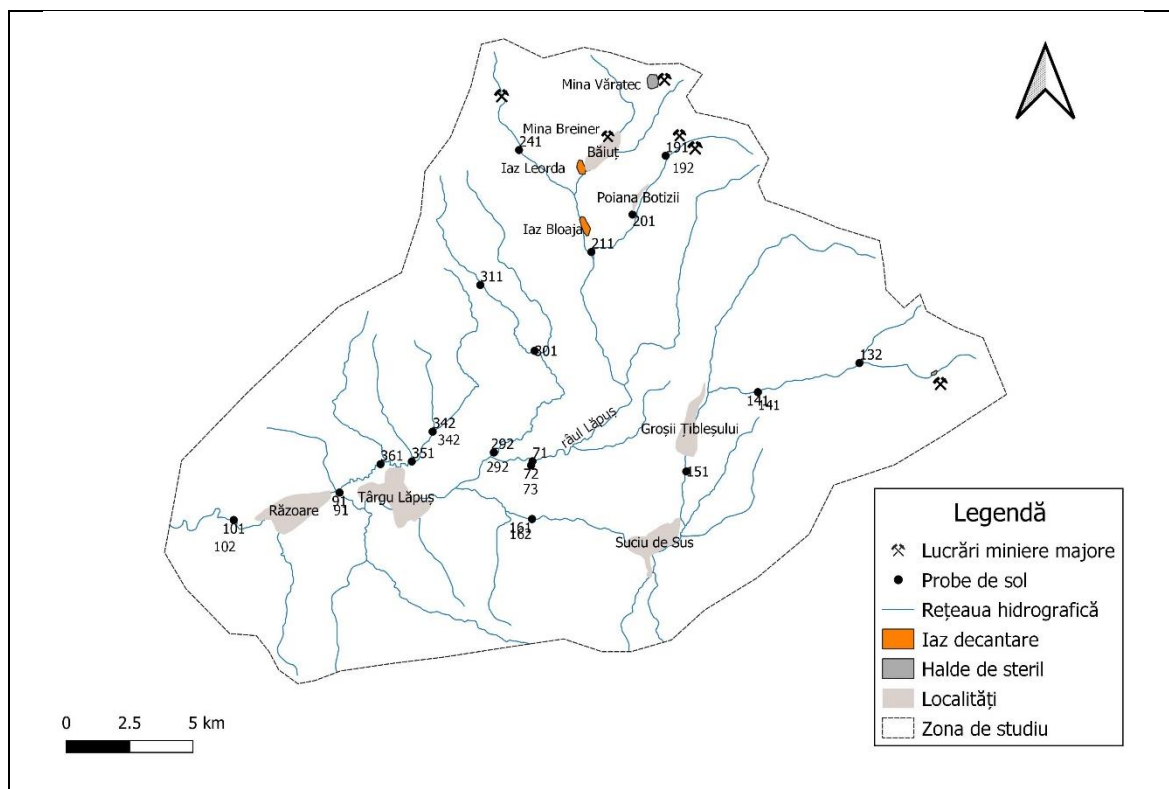 Mina Văratec
Mina Breiner
241
Băiuț
191
192
Iaz Leorda
Poiana Botizii
201
Iaz Bloaja
211
311
301
132
141
141
râul Lăpuș
342
342
Groșii Țibleșului
292
292
71
72
73
361
351
151
91
91
Târgu Lăpuș
Răzoare
101
102
161
162
Suciu de Sus
Legendă
Lucrări miniere majore
Probe de sol
Rețeaua hidrografică
Iaz decantare
Halde de steril
Localități
Zona de studiu
0 2.5 5 km